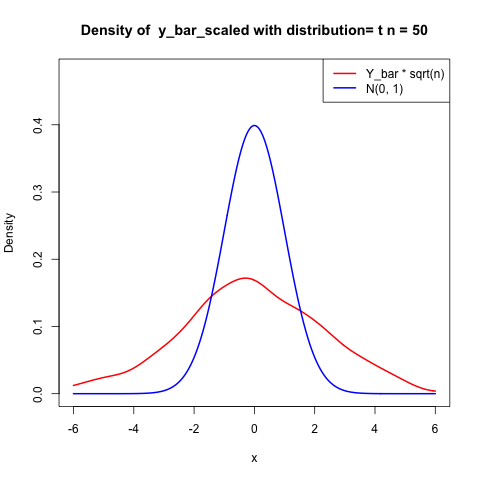 Density of  y_bar_scaled with distribution= t n = 50
Y_bar * sqrt(n)
N(0, 1)
Density
0.4
0.3
0.2
0.1
0.0
-6 -4 -2 0 2 4 6
x